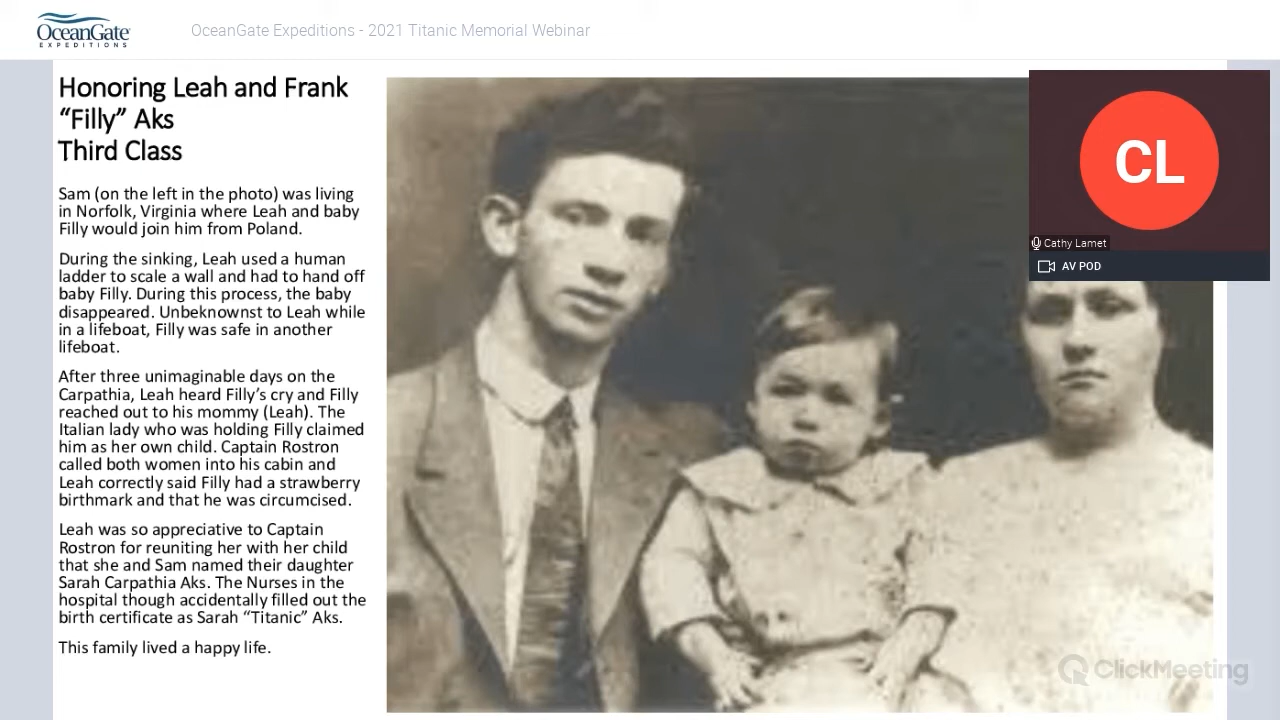 OceanGate
EXPEDITIONS
OceanGate Expeditions - 2021 Titanic Memorial Webinar
Honoring Leah and Frank
“Filly” Aks
Third Class
Sam (on the left in the photo) was living
in Norfolk, Virginia where Leah and baby
Filly would join him from Poland.
During the sinking, Leah used a human
ladder to scale a wall and had to hand off
baby Filly. During this process, the baby
disappeared. Unbeknownst to Leah while
in a lifeboat, Filly was safe in another
lifeboat.
After three unimaginable days on the
Carpathia, Leah heard Filly’s cry and Filly
reached out to his mommy (Leah). The
Italian lady who was holding Filly claimed
him as her own child. Captain Rostron
called both women into his cabin and
Leah correctly said Filly had a strawberry
birthmark and that he was circumcised.
Leah was so appreciative to Captain
Rostron for reuniting her with her child
that she and Sam named their daughter
Sarah Carpathia Aks. The Nurses in the
hospital though accidentally filled out the
birth certificate as Sarah “Titanic” Aks.
This family lived a happy life.
CL
Cathy Lamet
AV POD
ClickMeeting